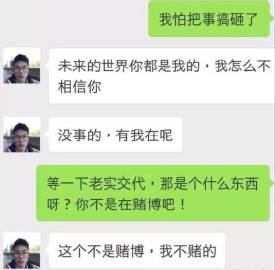 我怕把事搞砸了
未来的世界你都是我的，我怎么不
相信你
没事的，有我在呢
等一下老实交代，那是个什么东西
呀？你不是在赌博吧！
这个不是赌博，我不赌的